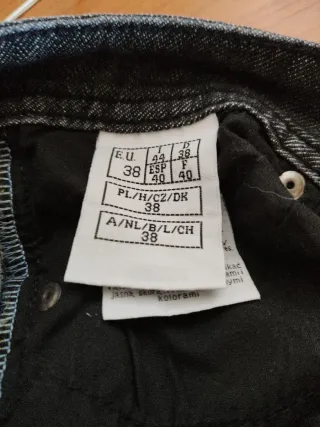 E.U. I D
38 44 38
ESP F
40 40
PL/H/CZ/DK
38
A/NL/B/L/CH
38
kolorami